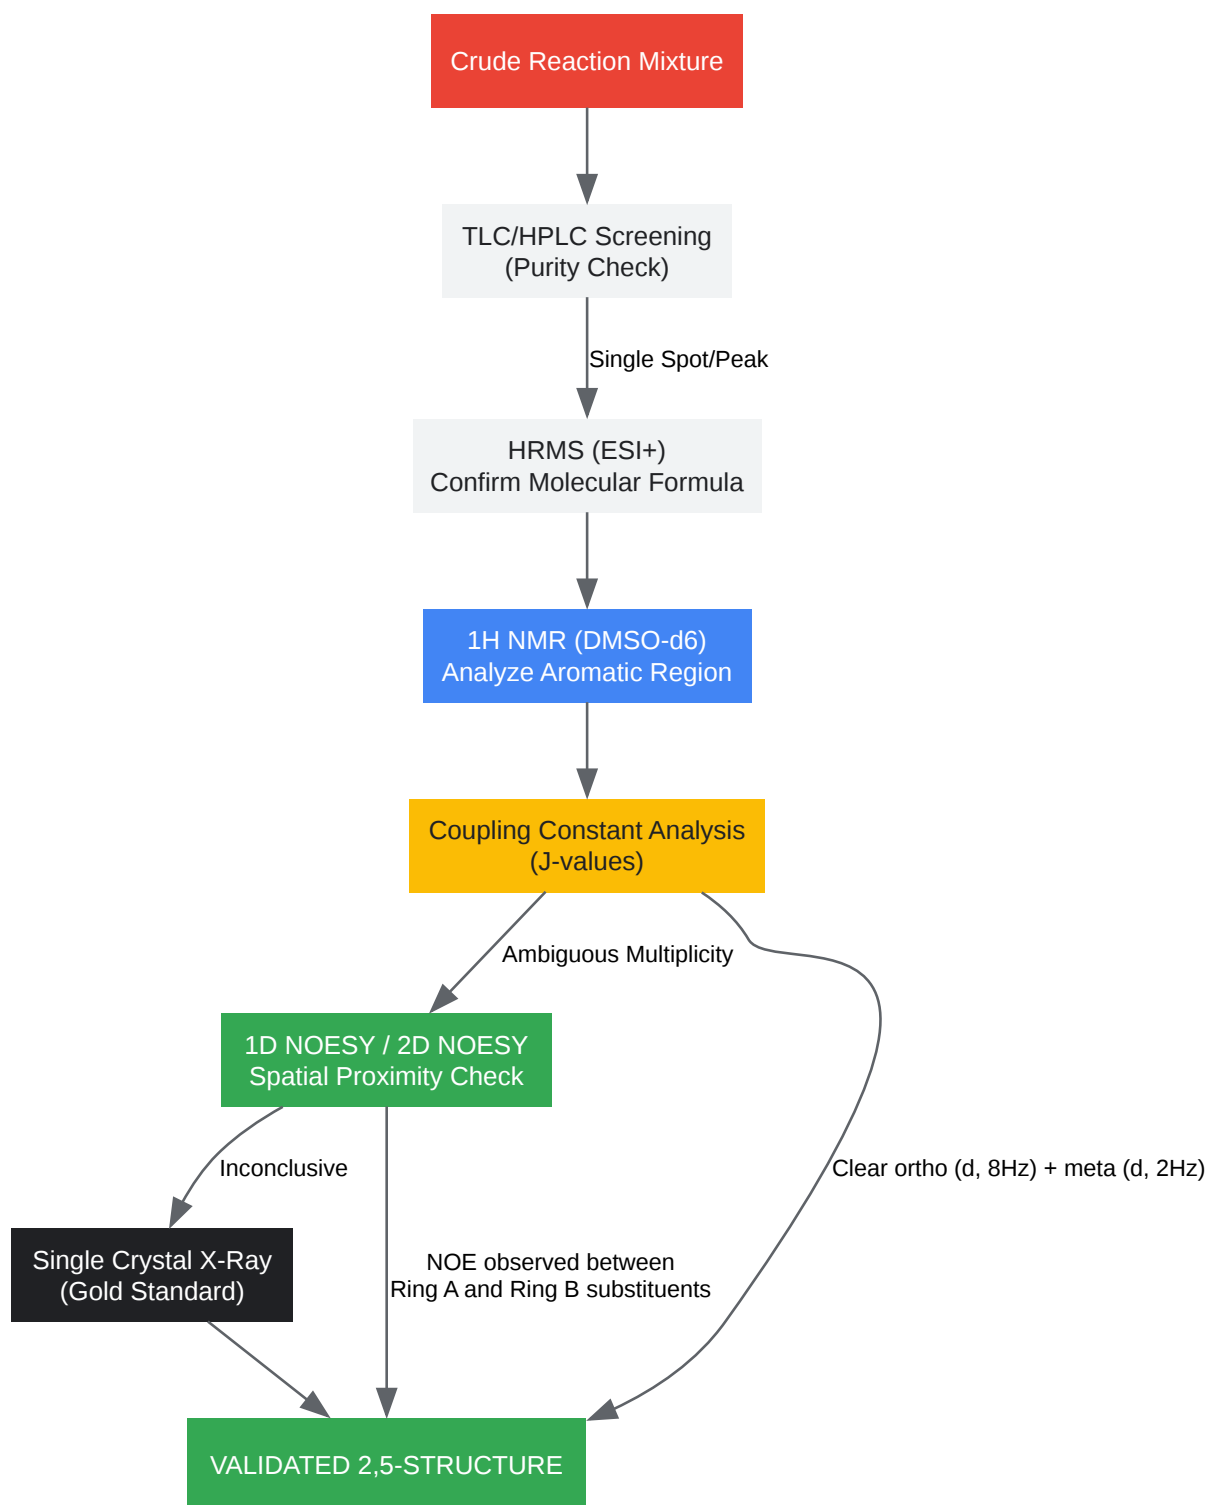 Crude Reaction Mixture
TLC/HPLC Screening
(Purity Check)
Single Spot/Peak
HRMS (ESI+)
Confirm Molecular Formula
1H NMR (DMSO-d6)
Analyze Aromatic Region
Coupling Constant Analysis
(J-values)
Ambiguous Multiplicity
1D NOESY / 2D NOESY
Spatial Proximity Check
Inconclusive
Clear ortho (d, 8Hz) + meta (d, 2Hz)
Single Crystal X-Ray
(Gold Standard)
NOE observed between
Ring A and Ring B substituents
VALIDATED 2,5-STRUCTURE